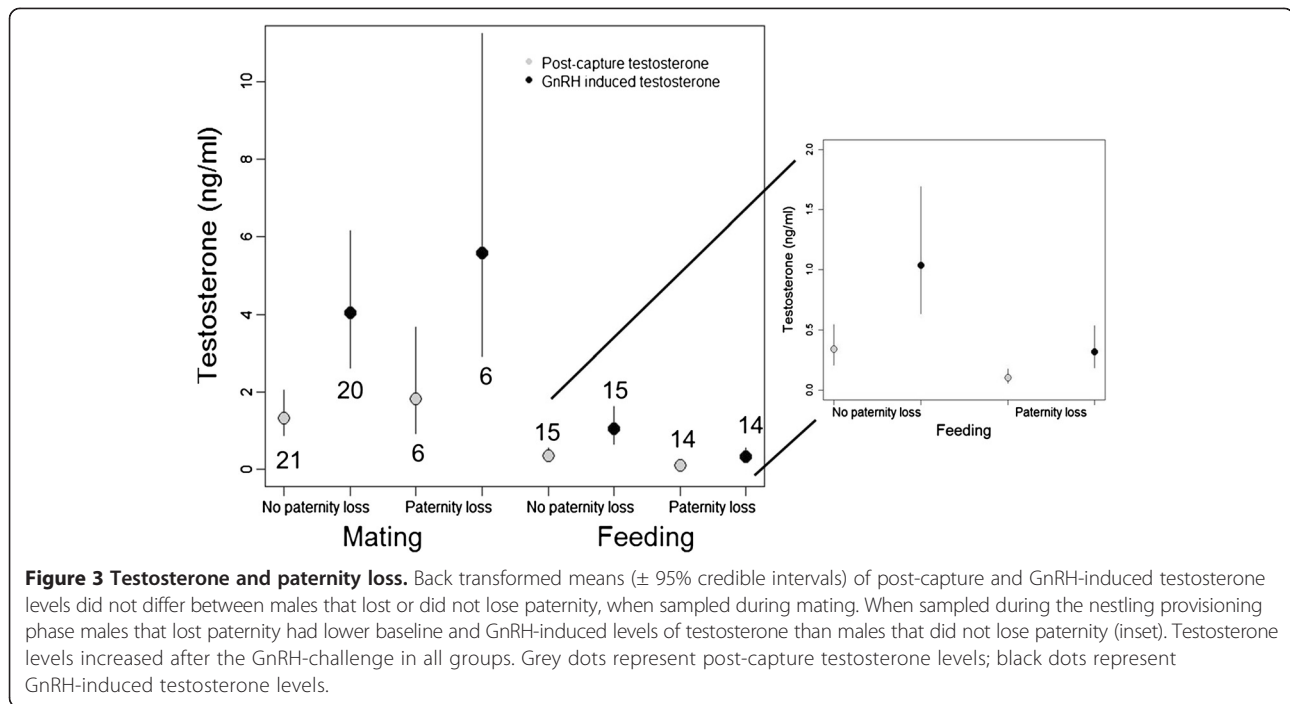 Testosterone (ng/ml)
10
8
6
4
2
0
Post-capture testosterone
GnRH induced testosterone
21
20
6
6
15
15
14
14
No paternity loss
Paternity loss
No paternity loss
Paternity loss
Mating
Feeding
Testosterone (ng/ml)
2.0
1.5
1.0
0.5
0.0
No paternity loss
Paternity loss
Feeding
Figure 3 Testosterone and paternity loss. Back transformed means (± 95% credible intervals) of post-capture and GnRH-induced testosterone
levels did not differ between males that lost or did not lose paternity, when sampled during mating. When sampled during the nestling provisioning
phase males that lost paternity had lower baseline and GnRH-induced levels of testosterone than males that did not lose paternity (inset). Testosterone
levels increased after the GnRH-challenge in all groups. Grey dots represent post-capture testosterone levels; black dots represent
GnRH-induced testosterone levels.